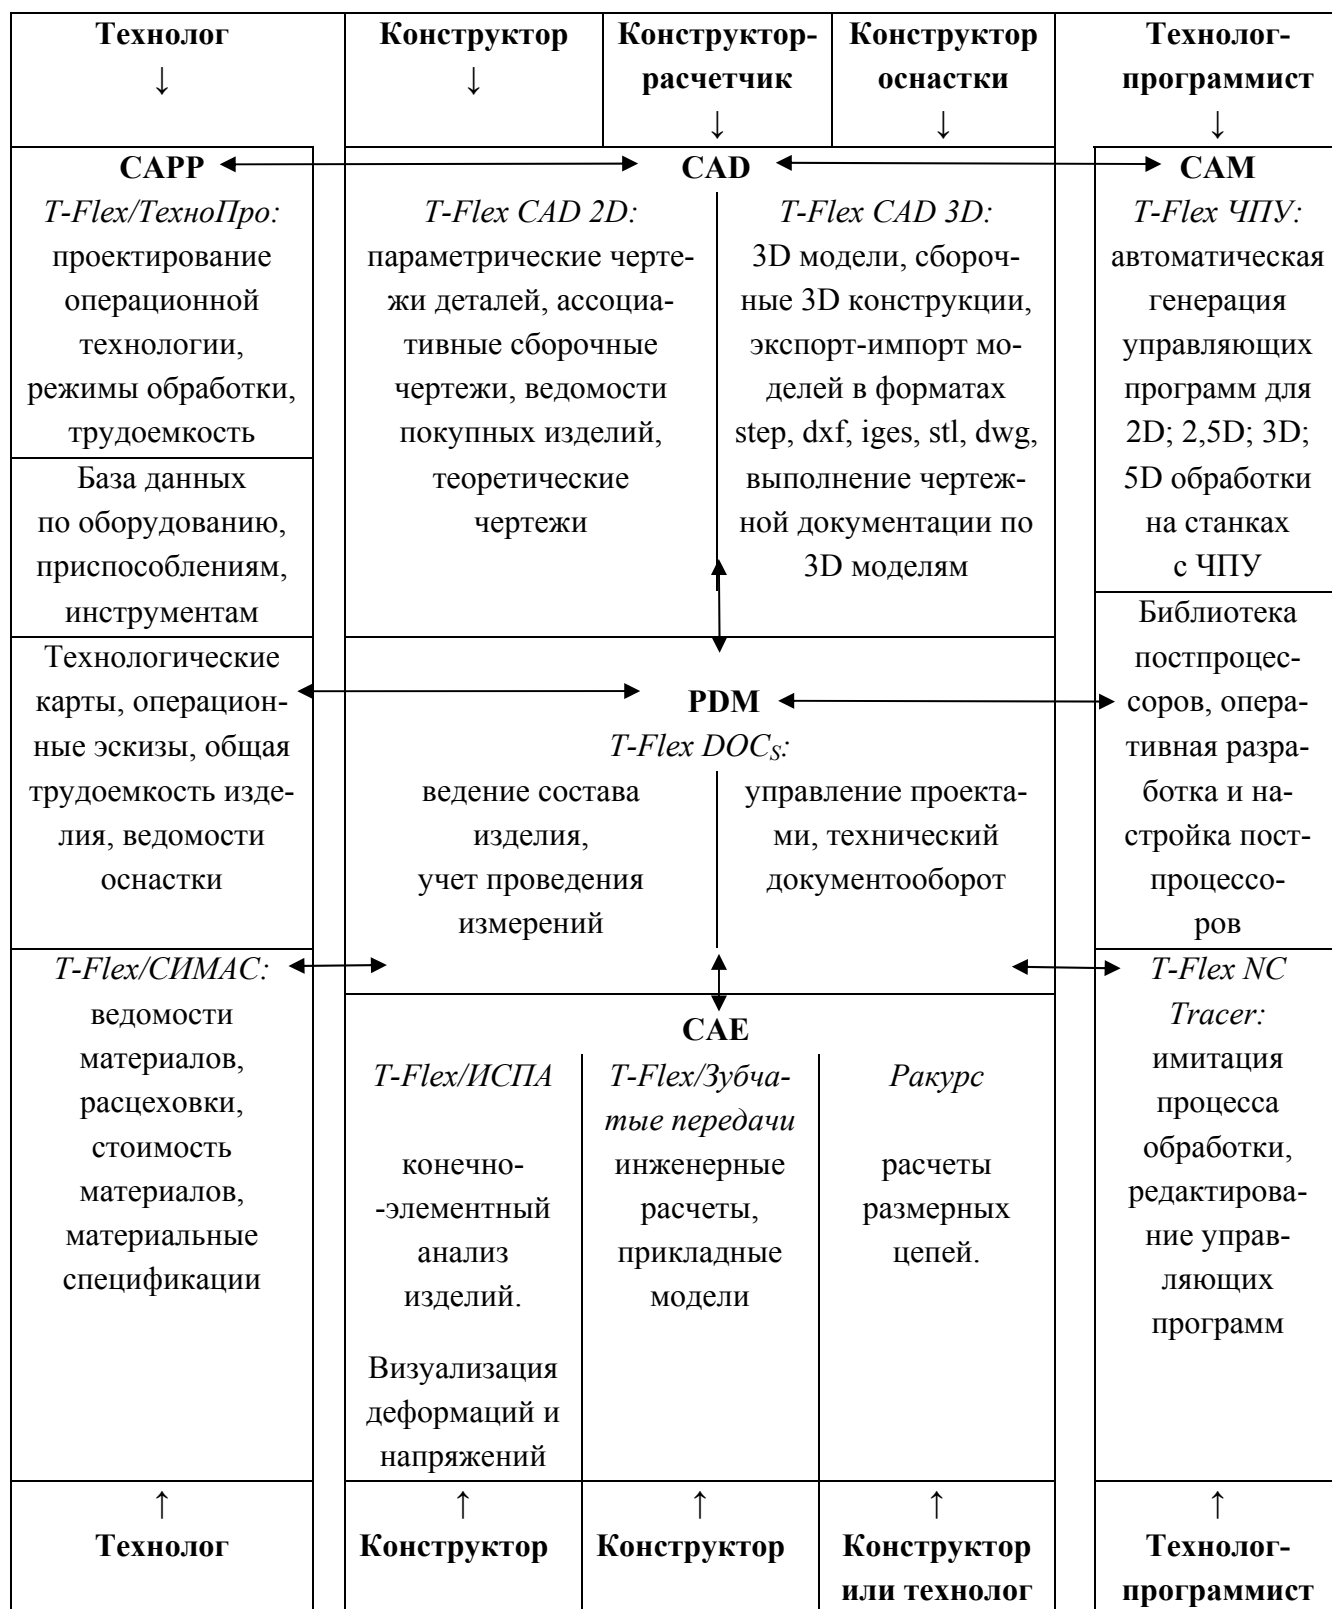 Технолог
↓
Конструктор
↓
Конструктор-
расчетчик
↓
Конструктор
оснастки
↓
Технолог-
программист
↓
CAPP
T-Flex/ТехноПро:
проектирование
операционной
технологии,
режимы обработки,
трудоемкость
База данных
по оборудованию,
приспособлениям,
инструментам
Технологические
карты, операцион-
ные эскизы, общая
трудоемкость изде-
лия, ведомости
оснастки
T-Flex/СИМАС:
ведомости
материалов,
расцеховки,
стоимость
материалов,
материальные
спецификации
CAD
T-Flex CAD 2D:
параметрические черте-
жи деталей, ассоциа-
тивные сборочные
чертежи, ведомости
покупных изделий,
теоретические
чертежи
T-Flex CAD 3D:
3D модели, сбороч-
ные 3D конструкции,
экспорт-импорт мо-
делей в форматах
step, dxf, iges, stl, dwg,
выполнение чертеж-
ной документации по
3D моделям
PDM
T-Flex DOCS:
ведение состава
изделия,
учет проведения
измерений
управление проекта-
ми, технический
документооборот
CAE
T-Flex/ИСПА
конечно-
-элементный
анализ
изделий.
Визуализация
деформаций и
напряжений
T-Flex/Зубча-
тые передачи
инженерные
расчеты,
прикладные
модели
Ракурс
расчеты
размерных
цепей.
CAM
T-Flex ЧПУ:
автоматическая
генерация
управляющих
программ для
2D; 2,5D; 3D;
5D обработки
на станках
с ЧПУ
Библиотека
постпроцес-
соров, опера-
тивная разра-
ботка и на-
стройка пост-
процессо-
ров
T-Flex NC
Tracer:
имитация
процесса
обработки,
редактирова-
ние управ-
ляющих
программ
↑
Технолог
↑
Конструктор
↑
Конструктор
↑
Конструктор
или технолог
↑
Технолог-
программист